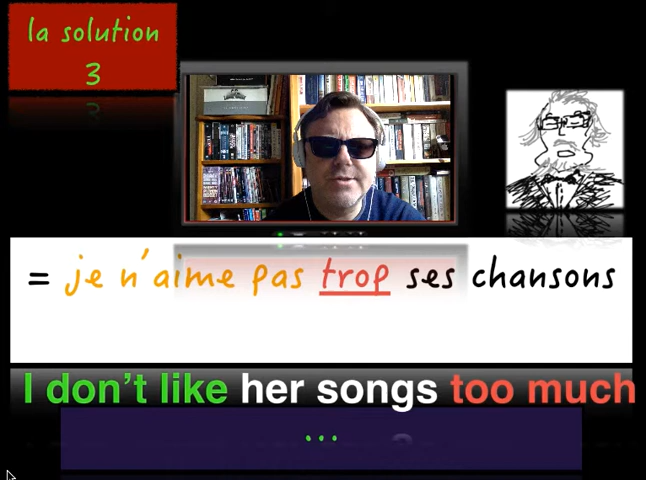 la solution
3
= je n'aime pas trop ses chansons
I don't like her songs too much
...